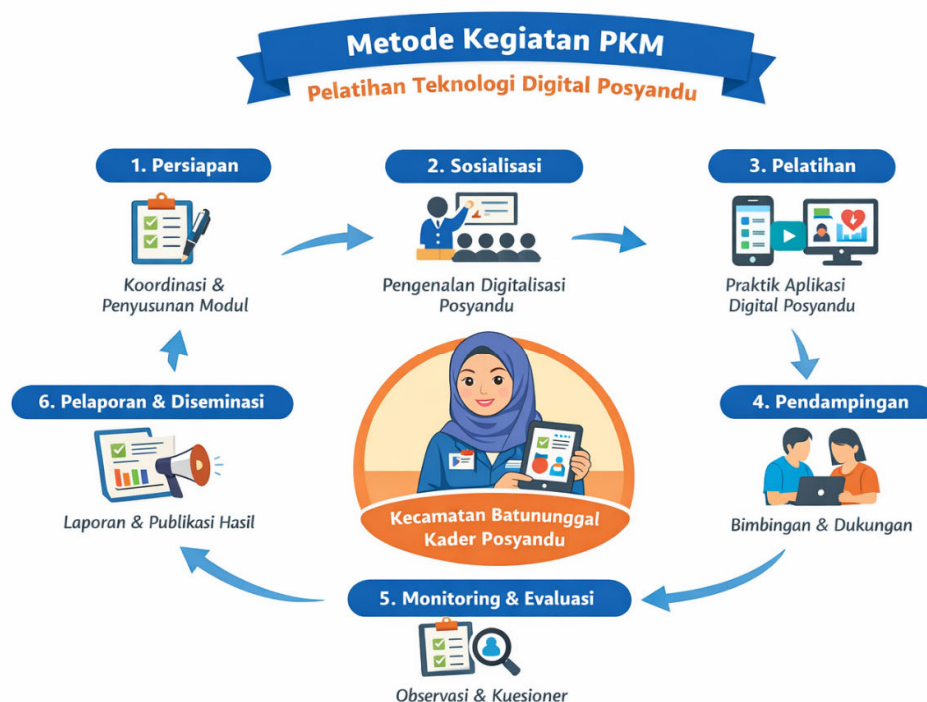 Metode Kegiatan PKM
Pelatihan Teknologi Digital Posyandu
1. Persiapan
Koordinasi &
Penyusunan Modul
2. Sosialisasi
Pengenalan Digitalisasi
Posyandu
3. Pelatihan
Praktik Aplikasi
Digital Posyandu
4. Pendampingan
Bimbingan & Dukungan
5. Monitoring & Evaluasi
Observasi & Kuesioner
6. Pelaporan & Diseminasi
Laporan & Publikasi Hasil
Kecamatan Batununggal
Kader Posyandu